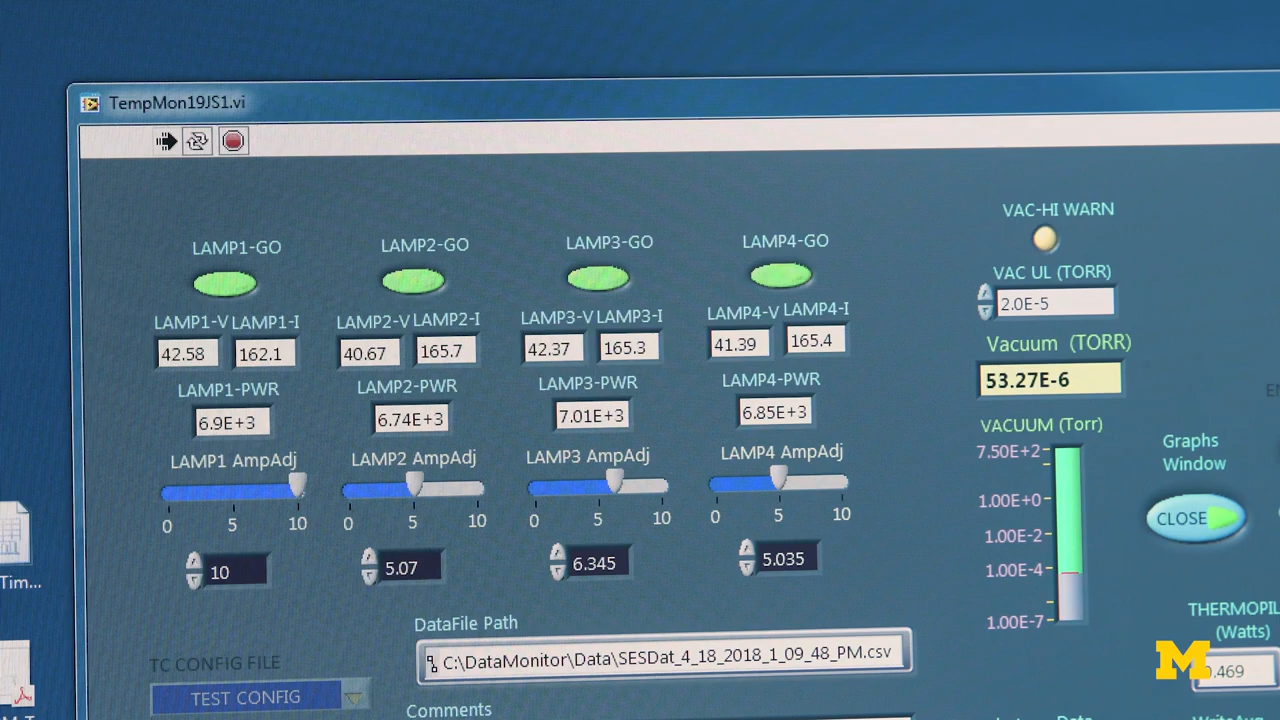 TempMon19JS1.vi
VAC-HI WARN
LAMP1-GO LAMP2-GO LAMP3-GO LAMP4-GO
VAC UL (TORR)
2.0E-5
LAMP1-V LAMP1-I LAMP2-V LAMP2-I LAMP3-V LAMP3-I LAMP4-V LAMP4-I
42.58 162.1 40.67 165.7 42.37 165.3 41.39 165.4
Vacuum (TORR)
53.27E-6
LAMP1-PWR LAMP2-PWR LAMP3-PWR LAMP4-PWR
6.9E+3 6.74E+3 7.01E+3 6.85E+3
VACUUM (Torr)
7.50E+2
1.00E+0
1.00E-2
1.00E-4
1.00E-7
Graphs
Window
CLOSE
LAMP1 AmpAdj LAMP2 AmpAdj LAMP3 AmpAdj LAMP4 AmpAdj
0 5 10 0 5 10 0 5 10 0 5 10
10 5.07 6.345 5.035
Tim...
DataFile Path
C:\DataMonitor\Data\SESDat_4_18_2018_1_09_48_PM.csv
THERMOPIL
(Watts)
.469
M
TC CONFIG FILE
TEST CONFIG
Comments